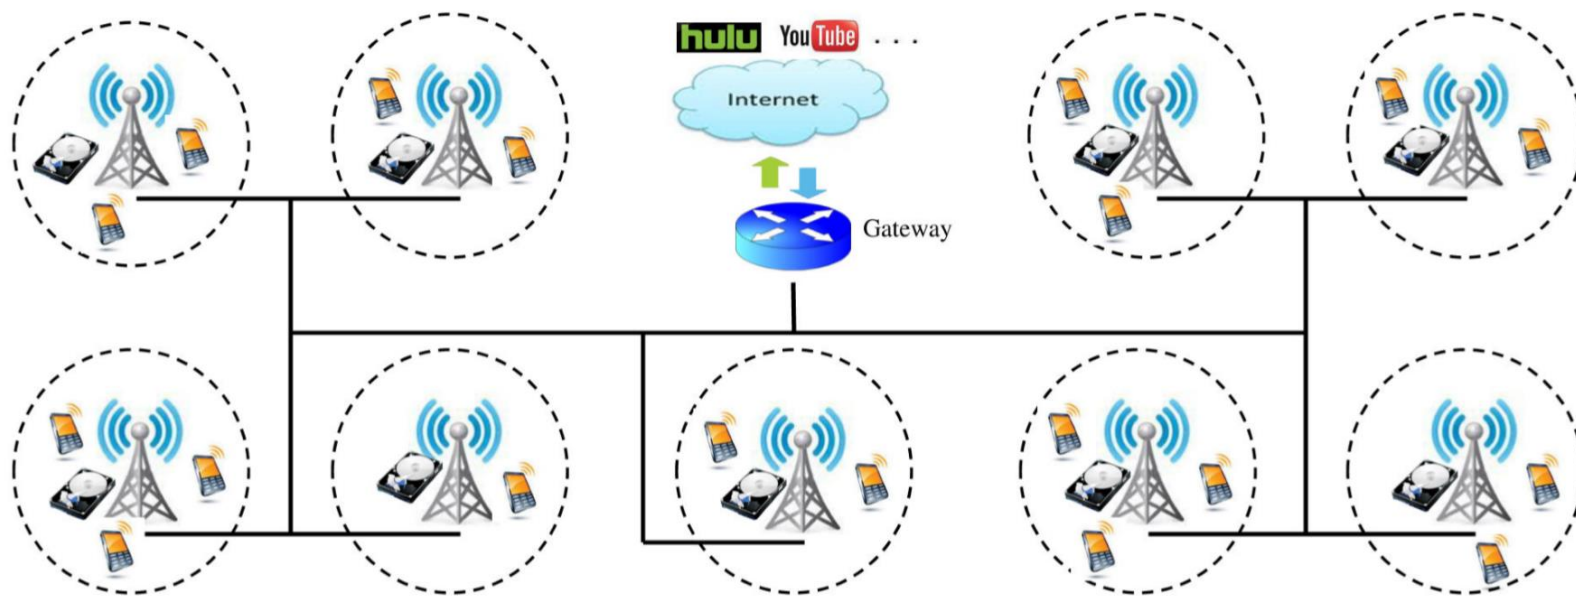 hulu YouTube . . .
Internet
Gateway